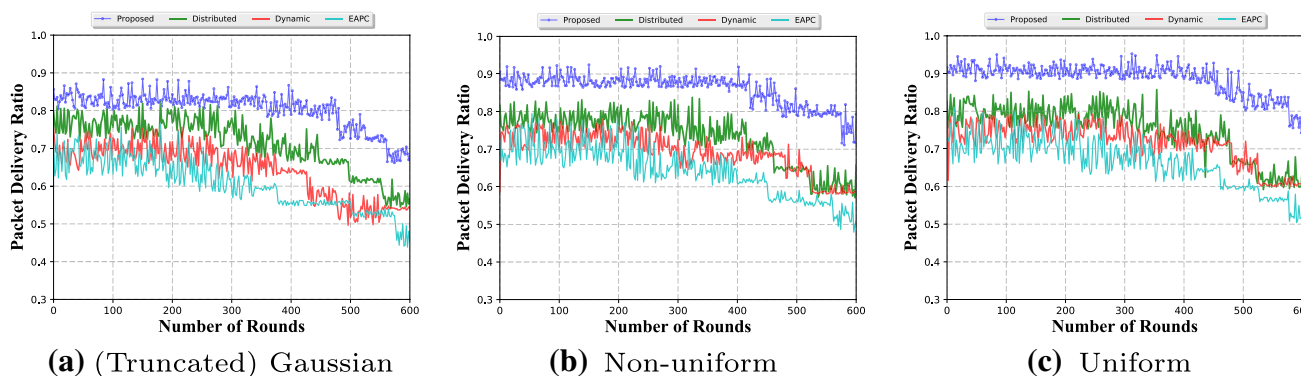 Proposed Distributed Dynamic EAPC
1.0
0.9
0.8
0.7
0.6
0.5
0.4
0.3
Packet Delivery Ratio
0 100 200 300 400 500 600
Number of Rounds
(a) (Truncated) Gaussian
Proposed Distributed Dynamic EAPC
1.0
0.9
0.8
0.7
0.6
0.5
0.4
0.3
Packet Delivery Ratio
0 100 200 300 400 500 600
Number of Rounds
(b) Non-uniform
Proposed Distributed Dynamic EAPC
1.0
0.9
0.8
0.7
0.6
0.5
0.4
0.3
Packet Delivery Ratio
0 100 200 300 400 500 600
Number of Rounds
(c) Uniform